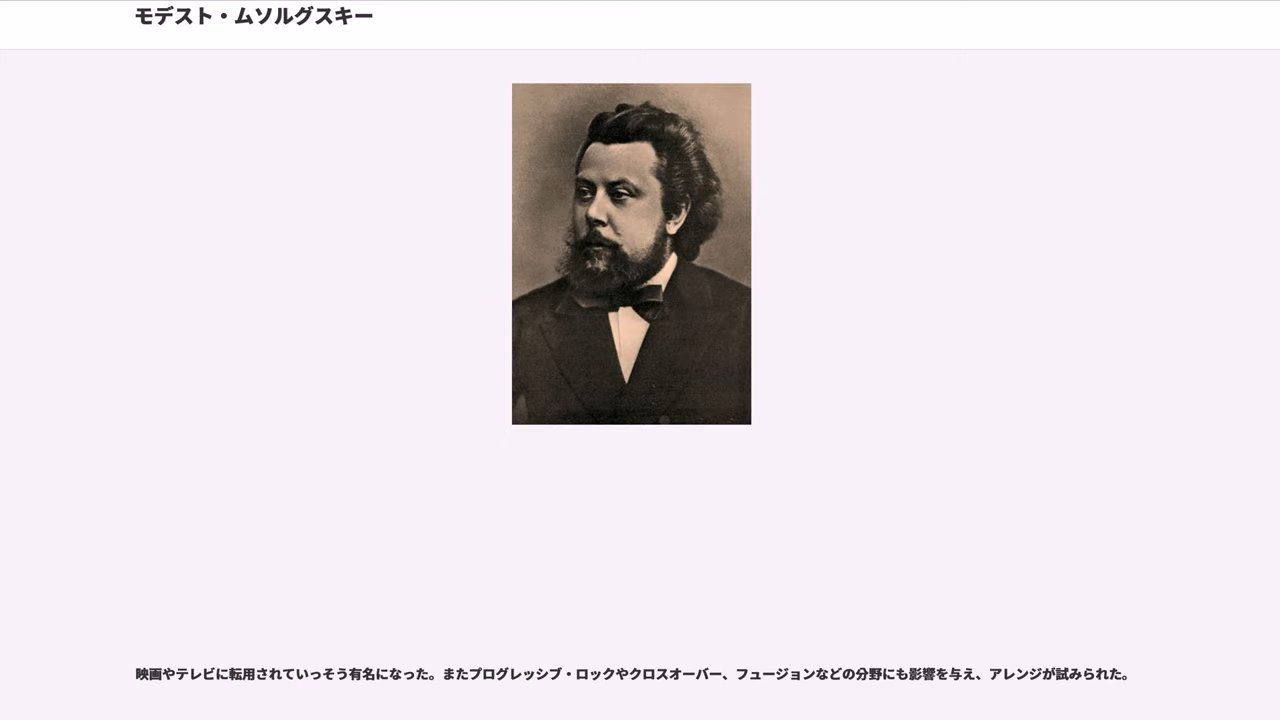 モデスト・ムソルグスキー
映画やテレビに転用されていっそう有名になった。またプログレッシブ・ロックやクロスオーバー、フュージョンなどの分野にも影響を与え、アレンジが試みられた。